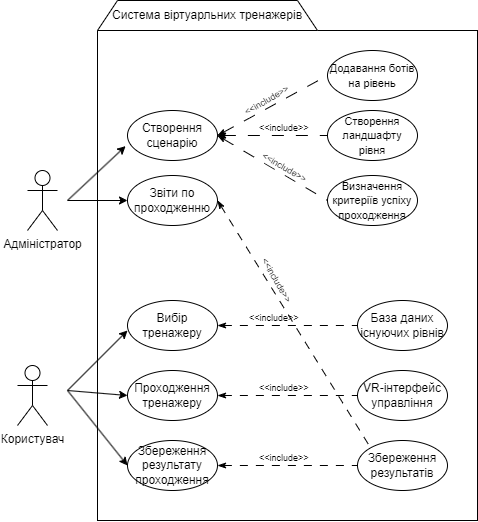 Система віртуарльних тренажерів
Додавання ботів
на рівень
<<include>>
Створення
сценарію
<<include>>
Створення
ландшафту
рівня
<<include>>
Визначення
критеріїв успіху
проходження
Звіти по
проходженню
Адміністратор
<<include>>
Вибір
тренажеру
<<include>>
База даних
існуючих рівнів
Проходження
тренажеру
<<include>>
VR-інтерфейс
управління
Користувач
Збереження
результату
проходження
<<include>>
Збереження
результатів